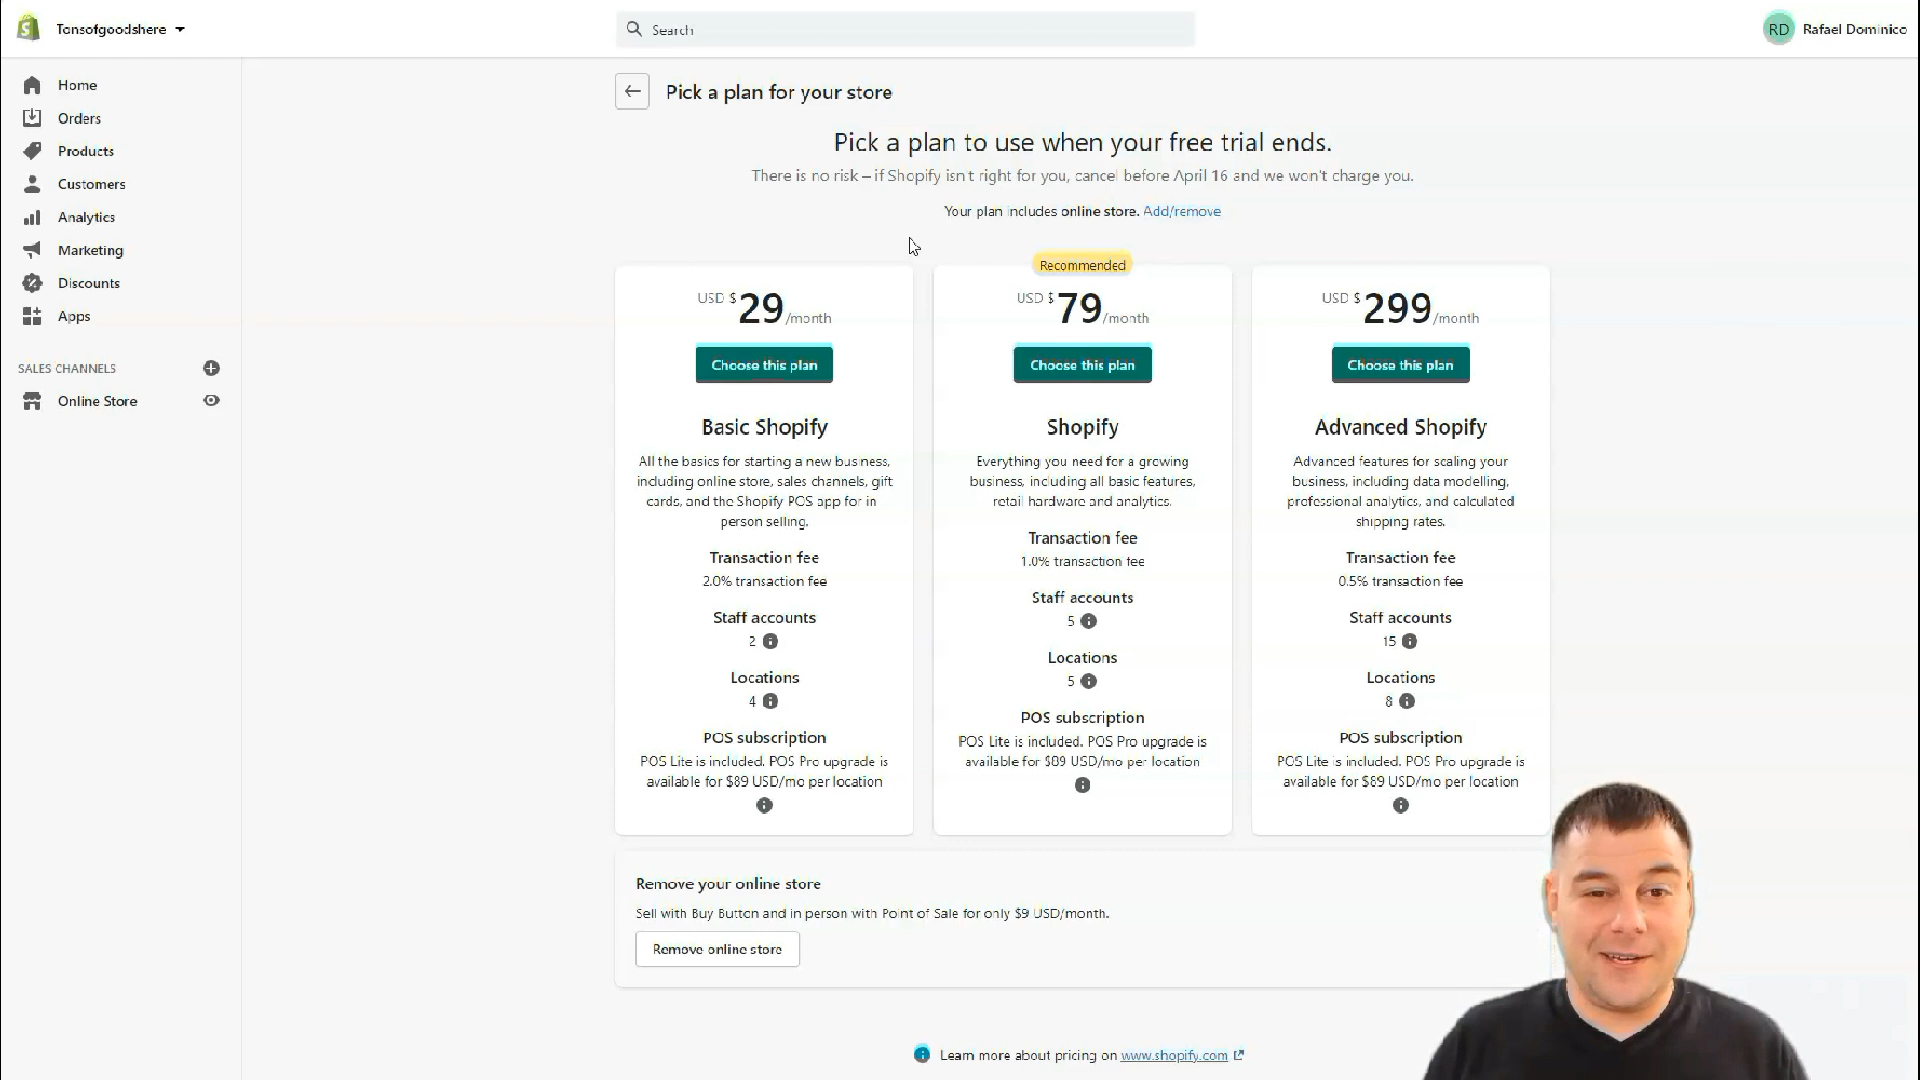 Tonsofgoodshere
Search
RD
Rafael Dominico
Home
Orders
Products
Customers
Analytics
Marketing
Discounts
Apps
SALES CHANNELS
Online Store
Pick a plan for your store
Pick a plan to use when your free trial ends.
There is no risk – if Shopify isn't right for you, cancel before April 16 and we won't charge you.
Your plan includes online store. Add/remove
USD $ 29 /month
Choose this plan
Basic Shopify
All the basics for starting a new business,
including online store, sales channels, gift
cards, and the Shopify POS app for in
person selling.
Transaction fee
2.0% transaction fee
Staff accounts
2
Locations
4
POS subscription
POS Lite is included. POS Pro upgrade is
available for $89 USD/mo per location
Recommended
USD $ 79 /month
Choose this plan
Shopify
Everything you need for a growing
business, including all basic features,
retail hardware and analytics.
Transaction fee
1.0% transaction fee
Staff accounts
5
Locations
5
POS subscription
POS Lite is included. POS Pro upgrade is
available for $89 USD/mo per location
USD $ 299 /month
Choose this plan
Advanced Shopify
Advanced features for scaling your
business, including data modelling,
professional analytics, and calculated
shipping rates.
Transaction fee
0.5% transaction fee
Staff accounts
15
Locations
8
POS subscription
POS Lite is included. POS Pro upgrade is
available for $89 USD/mo per location
Remove your online store
Sell with Buy Button and in person with Point of Sale for only $9 USD/month.
Remove online store
Learn more about pricing on www.shopify.com